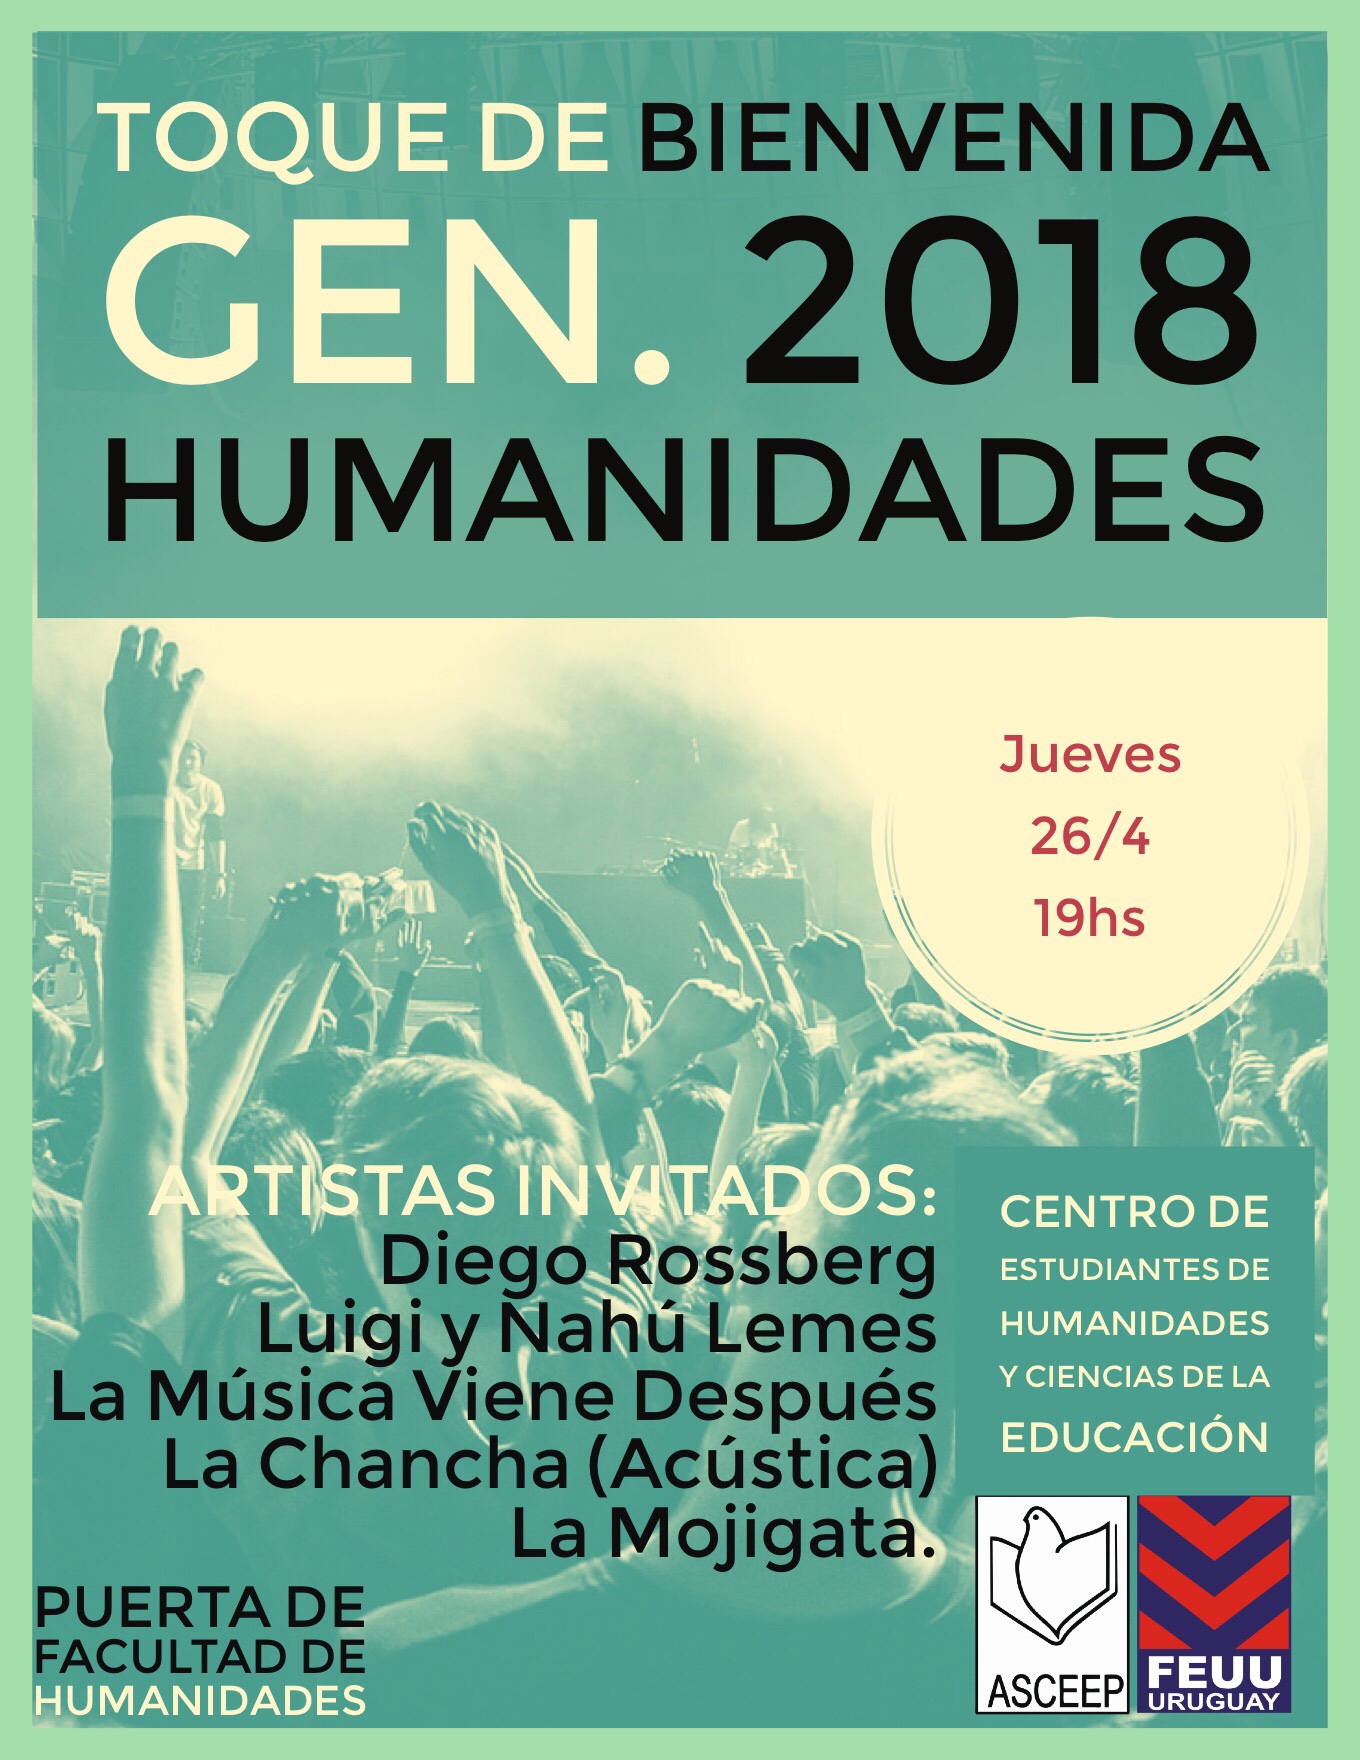 TOQUE DE BIENVENIDA
GEN. 2018
HUMANIDADES
Jueves
26/4
19hs
ARTISTAS INVITADOS:
Diego Rossberg
Luigi y Nahú Lemes
La Música Viene Después
La Chancha (Acústica)
La Mojigata.
PUERTA DE
FACULTAD DE
HUMANIDADES
CENTRO DE
ESTUDIANTES DE
HUMANIDADES
Y CIENCIAS DE LA
EDUCACIÓN
ASCEEP
FEUU
URUGUAY